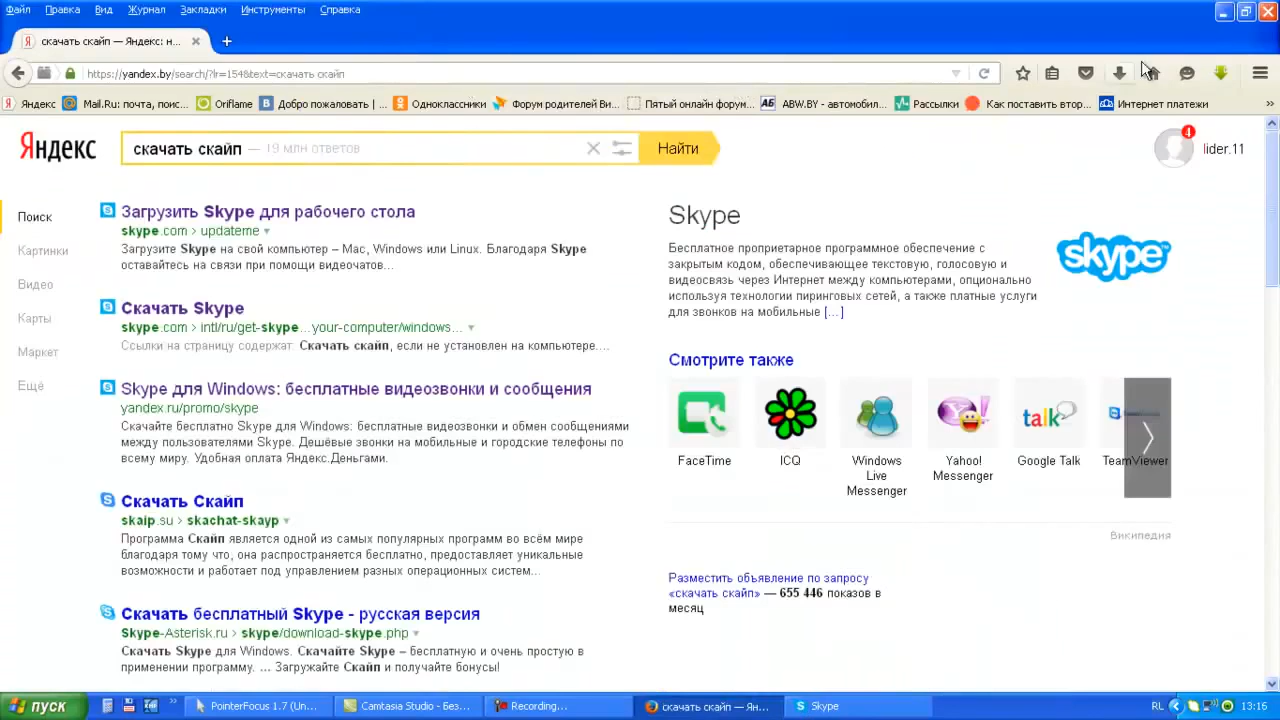 Файл Правка Вид Журнал Закладки Инструменты Справка
скачать скайп — Яндекс: н...
https://yandex.by/search/?lr=154&text=скачать скайп
Яндекс Mail.Ru: почта, поис... Oriflame Добро пожаловать | ... Одноклассники Форум родителей Ви... Пятый онлайн форум... ABW.BY - автомобил... Рассылки Как поставить втор... Интернет платежи
Яндекс скачать скайп — 19 млн ответов Найти 4 lider.11
Поиск
Картинки
Видео
Карты
Маркет
Ещё
Загрузить Skype для рабочего стола
skype.com › updateme
Загрузите Skype на свой компьютер – Mac, Windows или Linux. Благодаря Skype
оставайтесь на связи при помощи видеочатов...
Скачать Skype
skype.com › intl/ru/get-skype...your-computer/windows...
Ссылки на страницу содержат: Скачать скайп, если не установлен на компьютере....
Skype для Windows: бесплатные видеозвонки и сообщения
yandex.ru/promo/skype
Скачайте бесплатно Skype для Windows: бесплатные видеозвонки и обмен сообщениями
между пользователями Skype. Дешёвые звонки на мобильные и городские телефоны по
всему миру. Удобная оплата Яндекс.Деньгами.
Скачать Скайп
skaip.su › skachat-skayp
Программа Скайп является одной из самых популярных программ во всём мире
благодаря тому что, она распространяется бесплатно, предоставляет уникальные
возможности и работает под управлением разных операционных систем...
Скачать бесплатный Skype - русская версия
Skype-Asterisk.ru › skype/download-skype.php
Скачать Skype для Windows. Скачайте Skype – бесплатную и очень простую в
применении программу. ... Загружайте Скайп и получайте бонусы!
Skype
Бесплатное проприетарное программное обеспечение с
закрытым кодом, обеспечивающее текстовую, голосовую и
видеосвязь через Интернет между компьютерами, опционально
используя технологии пиринговых сетей, а также платные услуги
для звонков на мобильные [...]
skype™
Смотрите также
talk
FaceTime ICQ Windows Live Messenger Yahoo! Messenger Google Talk TeamViewer
Википедия
Разместить объявление по запросу
«скачать скайп» — 655 446 показов в
месяц
пуск PointerFocus 1.7 (Un... Camtasia Studio - Без... Recording... скачать скайп — Ян... Skype RL 13:16